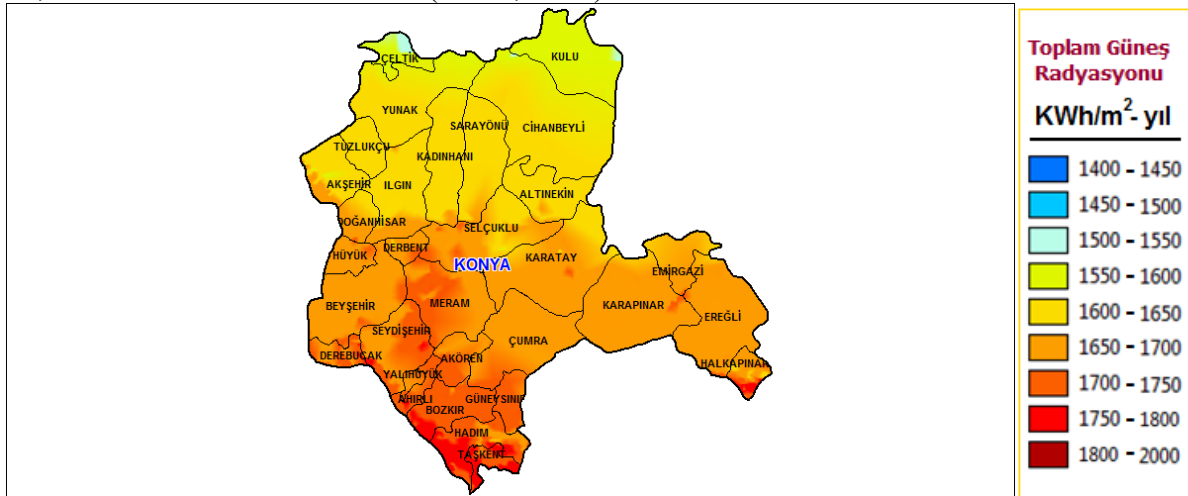 ÇELTİK
KULU
YUNAK
SARAYÖNÜ
CİHANBEYLİ
TUZLUKÇU
KADINHANI
AKŞEHİR
ILGIN
ALTINEKİN
DOĞANHİSAR
SELÇUKLU
HÜYÜK
DERBENT
KONYA
KARATAY
EMİRGAZİ
BEYŞEHİR
MERAM
KARAPINAR
EREĞLİ
SEYDİŞEHİR
ÇUMRA
DEREBUCAK
AKÖREN
HALKAPINAR
YALIHÜYÜK
AHIRLI
GÜNEYSINIR
BOZKIR
HADIM
TAŞKENT
Toplam Güneş
Radyasyonu
KWh/m²- yıl
1400 - 1450
1450 - 1500
1500 - 1550
1550 - 1600
1600 - 1650
1650 - 1700
1700 - 1750
1750 - 1800
1800 - 2000